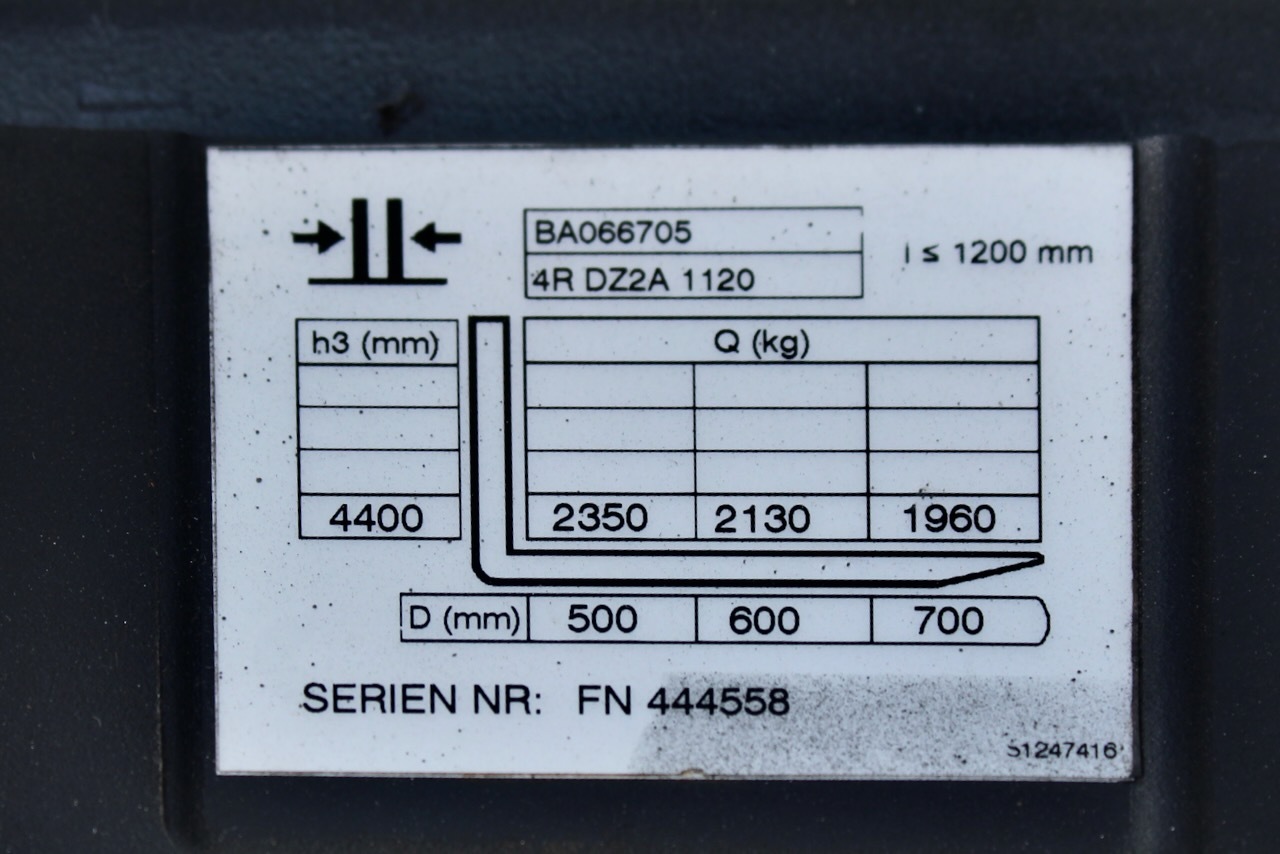 BA066705
4R DZ2A 1120
l ≤ 1200 mm
h3 (mm)
Q (kg)
4400
2350 2130 1960
D (mm) 500 600 700
SERIEN NR: FN 444558
51247416